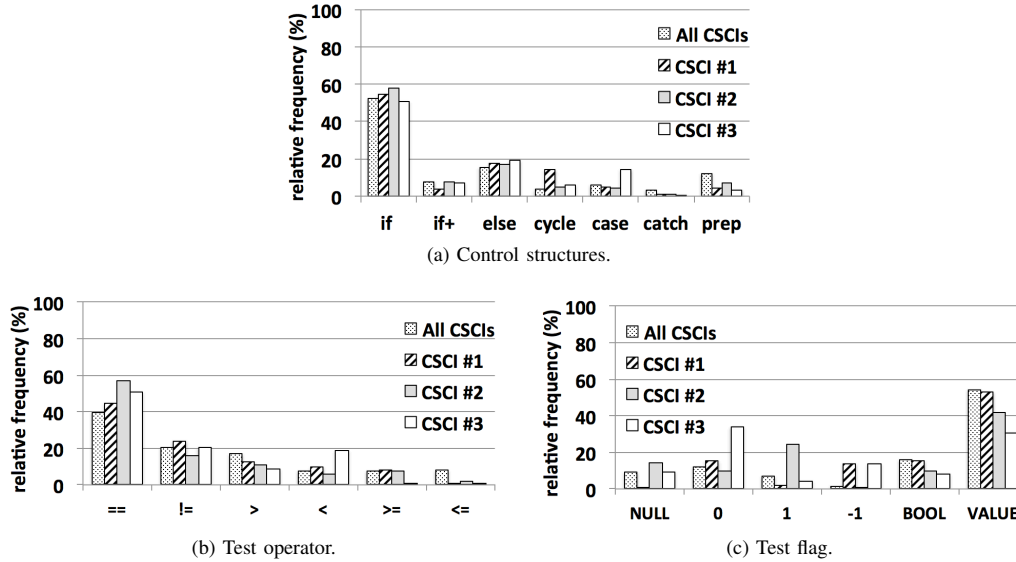 relative frequency (%)
100
80
60
40
20
0
All CSCIs
CSCI #1
CSCI #2
CSCI #3
if if+ else cycle case catch prep
(a) Control structures.
relative frequency (%)
100
80
60
40
20
0
All CSCIs
CSCI #1
CSCI #2
CSCI #3
== != > < >= <=
(b) Test operator.
relative frequency (%)
100
80
60
40
20
0
All CSCIs
CSCI #1
CSCI #2
CSCI #3
NULL 0 1 -1 BOOL VALUE
(c) Test flag.